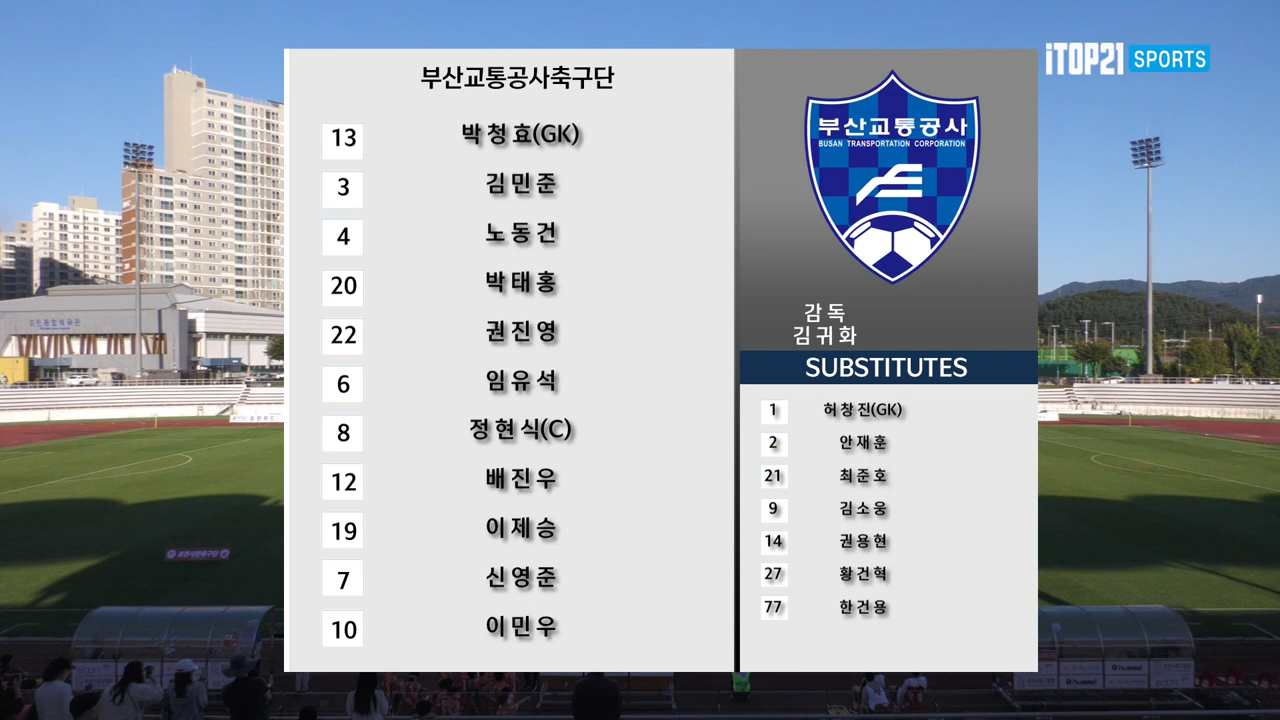 iTOP21 SPORTS
부산교통공사축구단
13 박청효(GK)
3 김민준
4 노동건
20 박태홍
22 권진영
6 임유석
8 정현식(C)
12 배진우
19 이제승
7 신영준
10 이민우
부산교통공사
BUSAN TRANSPORTATION CORPORATION
감독
김귀화
SUBSTITUTES
1 허창진(GK)
2 안재훈
21 최준호
9 김소웅
14 권용현
27 황건혁
77 한건용
hummel